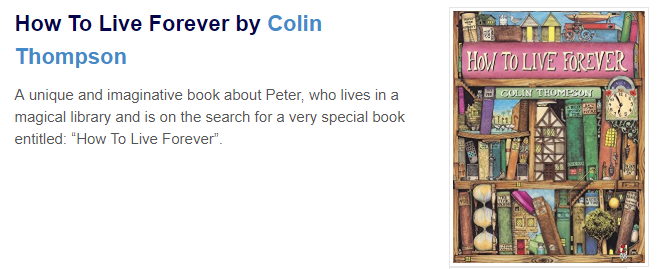 How To Live Forever by Colin
Thompson
A unique and imaginative book about Peter, who lives in a
magical library and is on the search for a very special book
entitled: “How To Live Forever”.
HOW TO LIVE FOREVER
COLIN THOMPSON